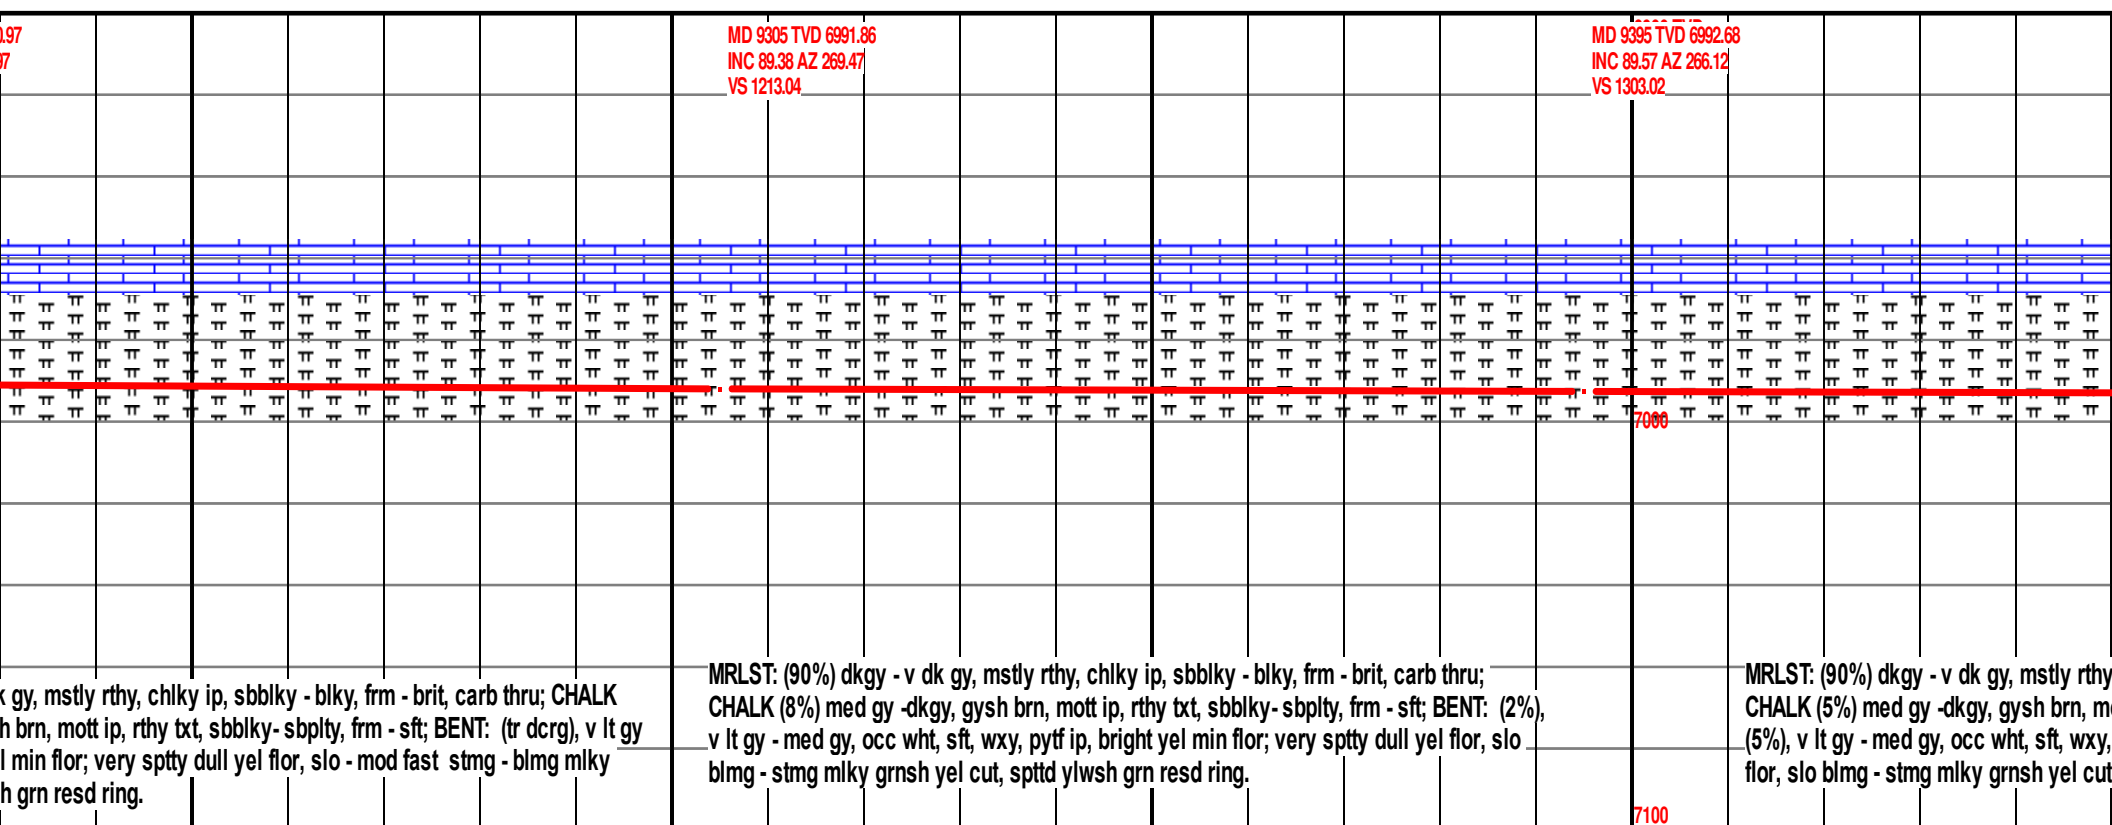 0.97
97
MD 9305 TVD 6991.86
INC 89.38 AZ 269.47
VS 1213.04
MD 9395 TVD 6992.68
INC 89.57 AZ 266.12
VS 1303.02
7000
k gy, mstly rthy, chlky ip, sbblky - blky, frm - brit, carb thru; CHALK
h brn, mott ip, rthy txt, sbblky- sbplty, frm - sft; BENT: (tr dcrg), v lt gy
l min flor; very sptty dull yel flor, slo - mod fast stmg - blmg mlky
h grn resd ring.
MRLST: (90%) dkgy - v dk gy, mstly rthy, chlky ip, sbblky - blky, frm - brit, carb thru;
CHALK (8%) med gy -dkgy, gysh brn, mott ip, rthy txt, sbblky- sbplty, frm - sft; BENT: (2%),
v lt gy - med gy, occ wht, sft, wxy, pytf ip, bright yel min flor; very sptty dull yel flor, slo
blmg - stmg mlky grnsh yel cut, spttd ylwsh grn resd ring.
MRLST: (90%) dkgy - v dk gy, mstly rthy
CHALK (5%) med gy -dkgy, gysh brn, m
(5%), v lt gy - med gy, occ wht, sft, wxy,
flor, slo blmg - stmg mlky grnsh yel cut
7100